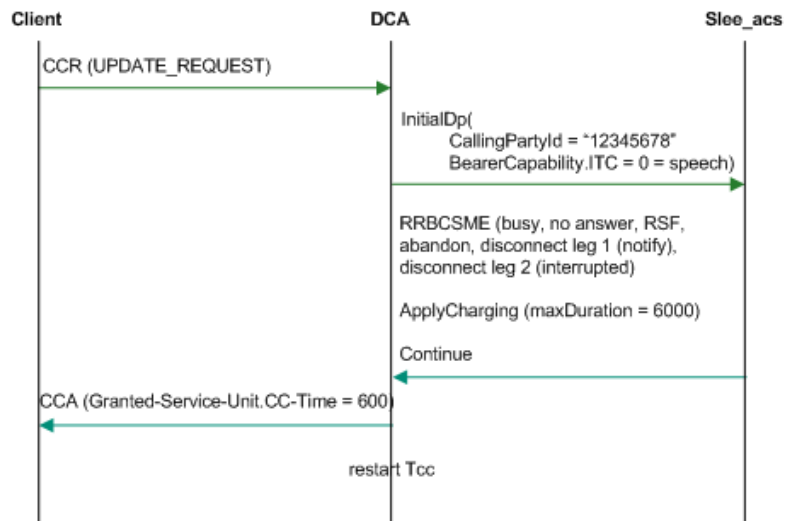 Client DCA Slee_acs
CCR (UPDATE_REQUEST)
InitialDp(
CallingPartyId = “12345678”
BearerCapability.ITC = 0 = speech)
RRBCSME (busy, no answer, RSF,
abandon, disconnect leg 1 (notify),
disconnect leg 2 (interrupted)
ApplyCharging (maxDuration = 6000)
Continue
CCA (Granted-Service-Unit.CC-Time = 600)
restart Tcc